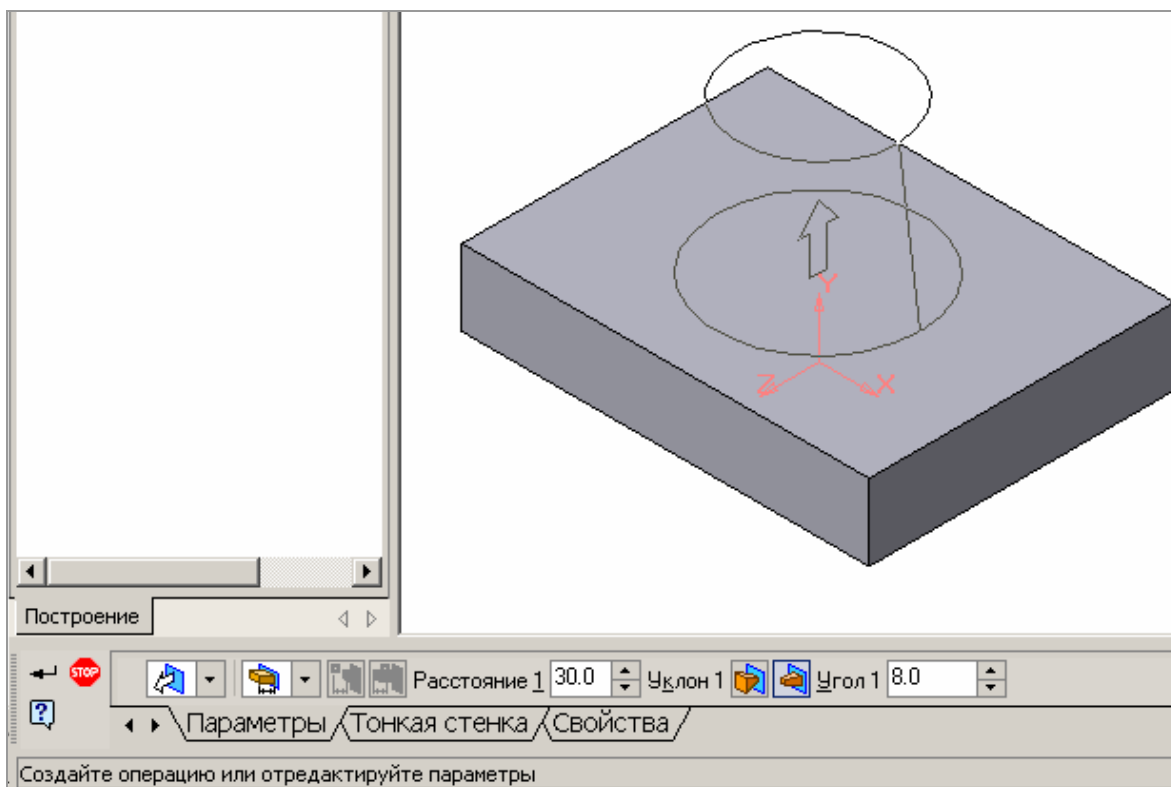 Y
Z X
Построение
STOP Расстояние 1 30.0 Уклон 1 Угол 1 8.0
?
Параметры Тонкая стенка Свойства
Создайте операцию или отредактируйте параметры